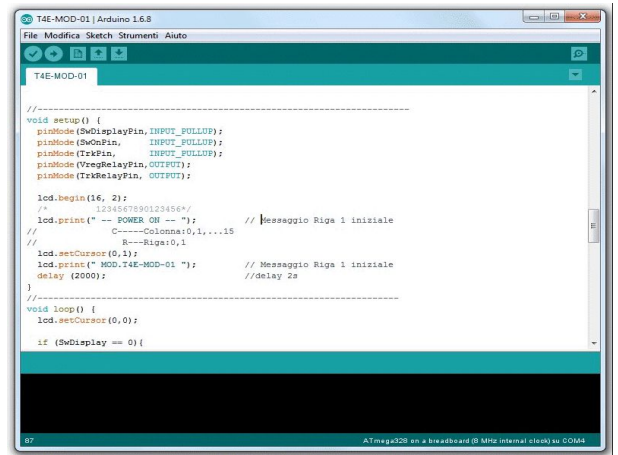 T4E-MOD-01 | Arduino 1.6.8
File Modifica Sketch Strumenti Aiuto
T4E-MOD-01
//-----------------------------------------------------------------------
void setup() {
pinMode(SwDisplayPin,INPUT_PULLUP);
pinMode(SwOnPin, INPUT_PULLUP);
pinMode(TrkPin, INPUT_PULLUP);
pinMode(VregRelayPin,OUTPUT);
pinMode(TrkRelayPin, OUTPUT);
lcd.begin(16, 2);
/* 1234567890123456*/
lcd.print(" -- POWER ON -- "); // Messaggio Riga 1 iniziale
// C-----Colonna:0,1,...15
// R---Riga:0,1
lcd.setCursor(0,1);
lcd.print(" MOD.T4E-MOD-01 "); // Messaggio Riga 1 iniziale
delay (2000); //delay 2s
}
//---------------------------------------------------------------------
void loop() {
lcd.setCursor(0,0);
if (SwDisplay == 0){
87
ATmega328 on a breadboard (8 MHz internal clock) su COM4